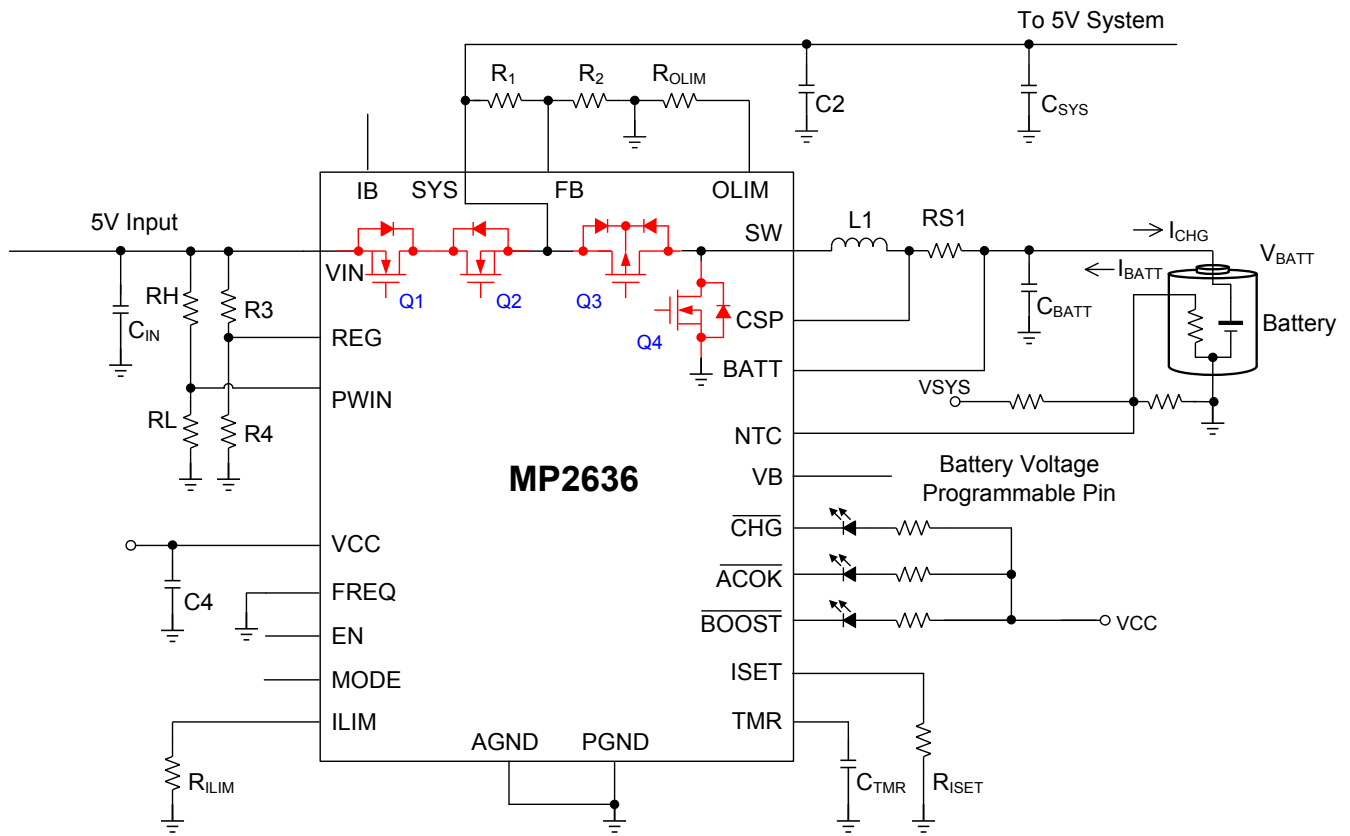 To 5V System
R1
R2
ROLIM
C2
CSYS
IB
SYS
FB
OLIM
5V Input
VIN
SW
L1
RS1
ICHG
IBATT
VBATT
Q1
Q2
Q3
Q4
CIN
RH
R3
REG
CSP
CBATT
Battery
BATT
PWIN
RL
R4
VSYS
NTC
MP2636
VB
Battery Voltage
Programmable Pin
CHG
VCC
ACOK
C4
FREQ
BOOST
VCC
EN
MODE
ISET
ILIM
TMR
AGND
PGND
RILIM
CTMR
RISET